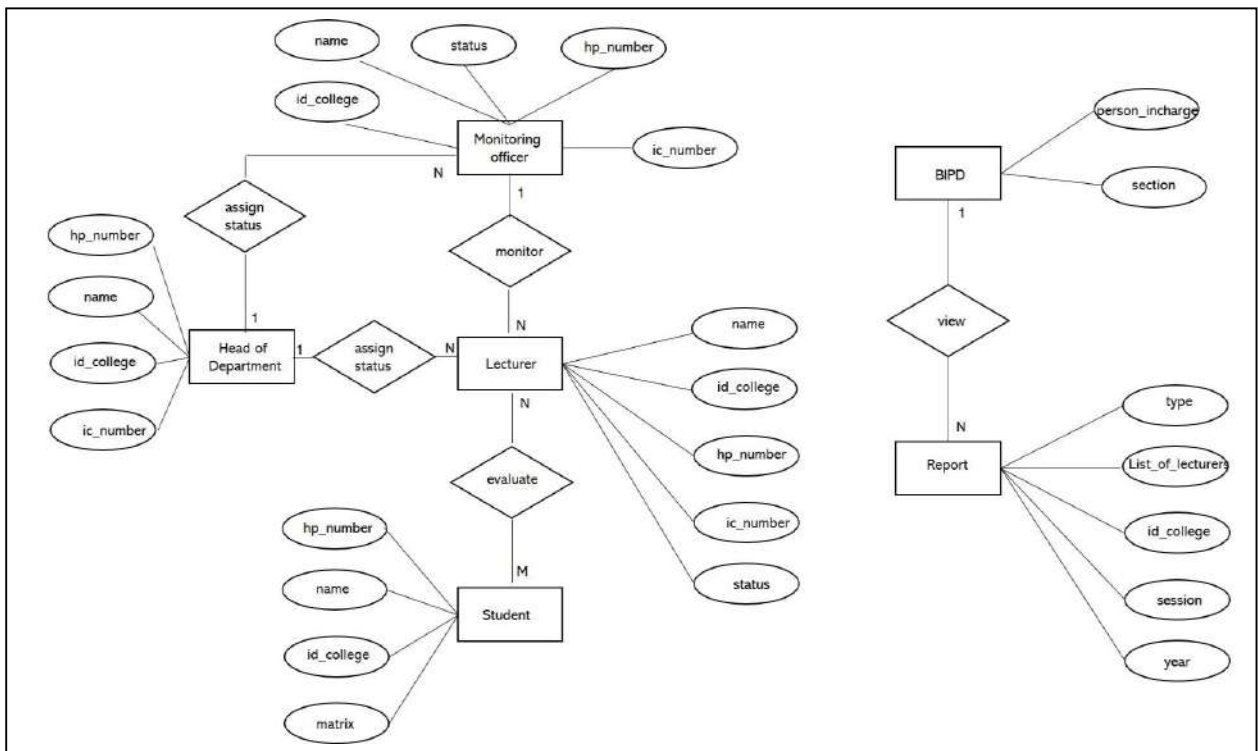 name
status
hp_number
id_college
Monitoring
officer
ic_number
N
1
assign
status
monitor
hp_number
name
id_college
ic_number
1
Head of
Department
1
assign
status
N
N
Lecturer
N
name
id_college
hp_number
ic_number
status
evaluate
M
Student
hp_number
name
id_college
matrix
person_incharge
section
BIPD
1
view
N
Report
type
List_of_lecturers
id_college
session
year